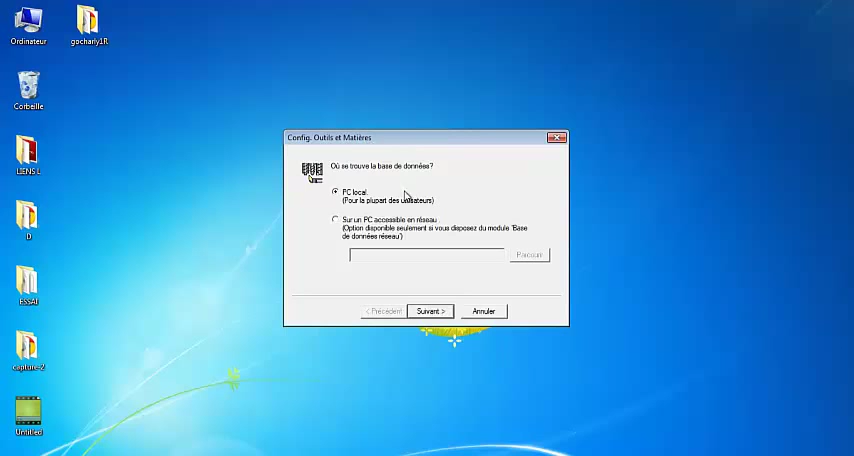 Ordinateur
gocharly1R
Corbeille
LIENS L
D
ESSAI
capture-2
Untitled
Config. Outils et Matières
Où se trouve la base de données?
PC local.
(Pour la plupart des utilisateurs)
Sur un PC accessible en réseau .
(Option disponible seulement si vous disposez du module 'Base
de données réseau')
Parcourir
< Précédent
Suivant >
Annuler